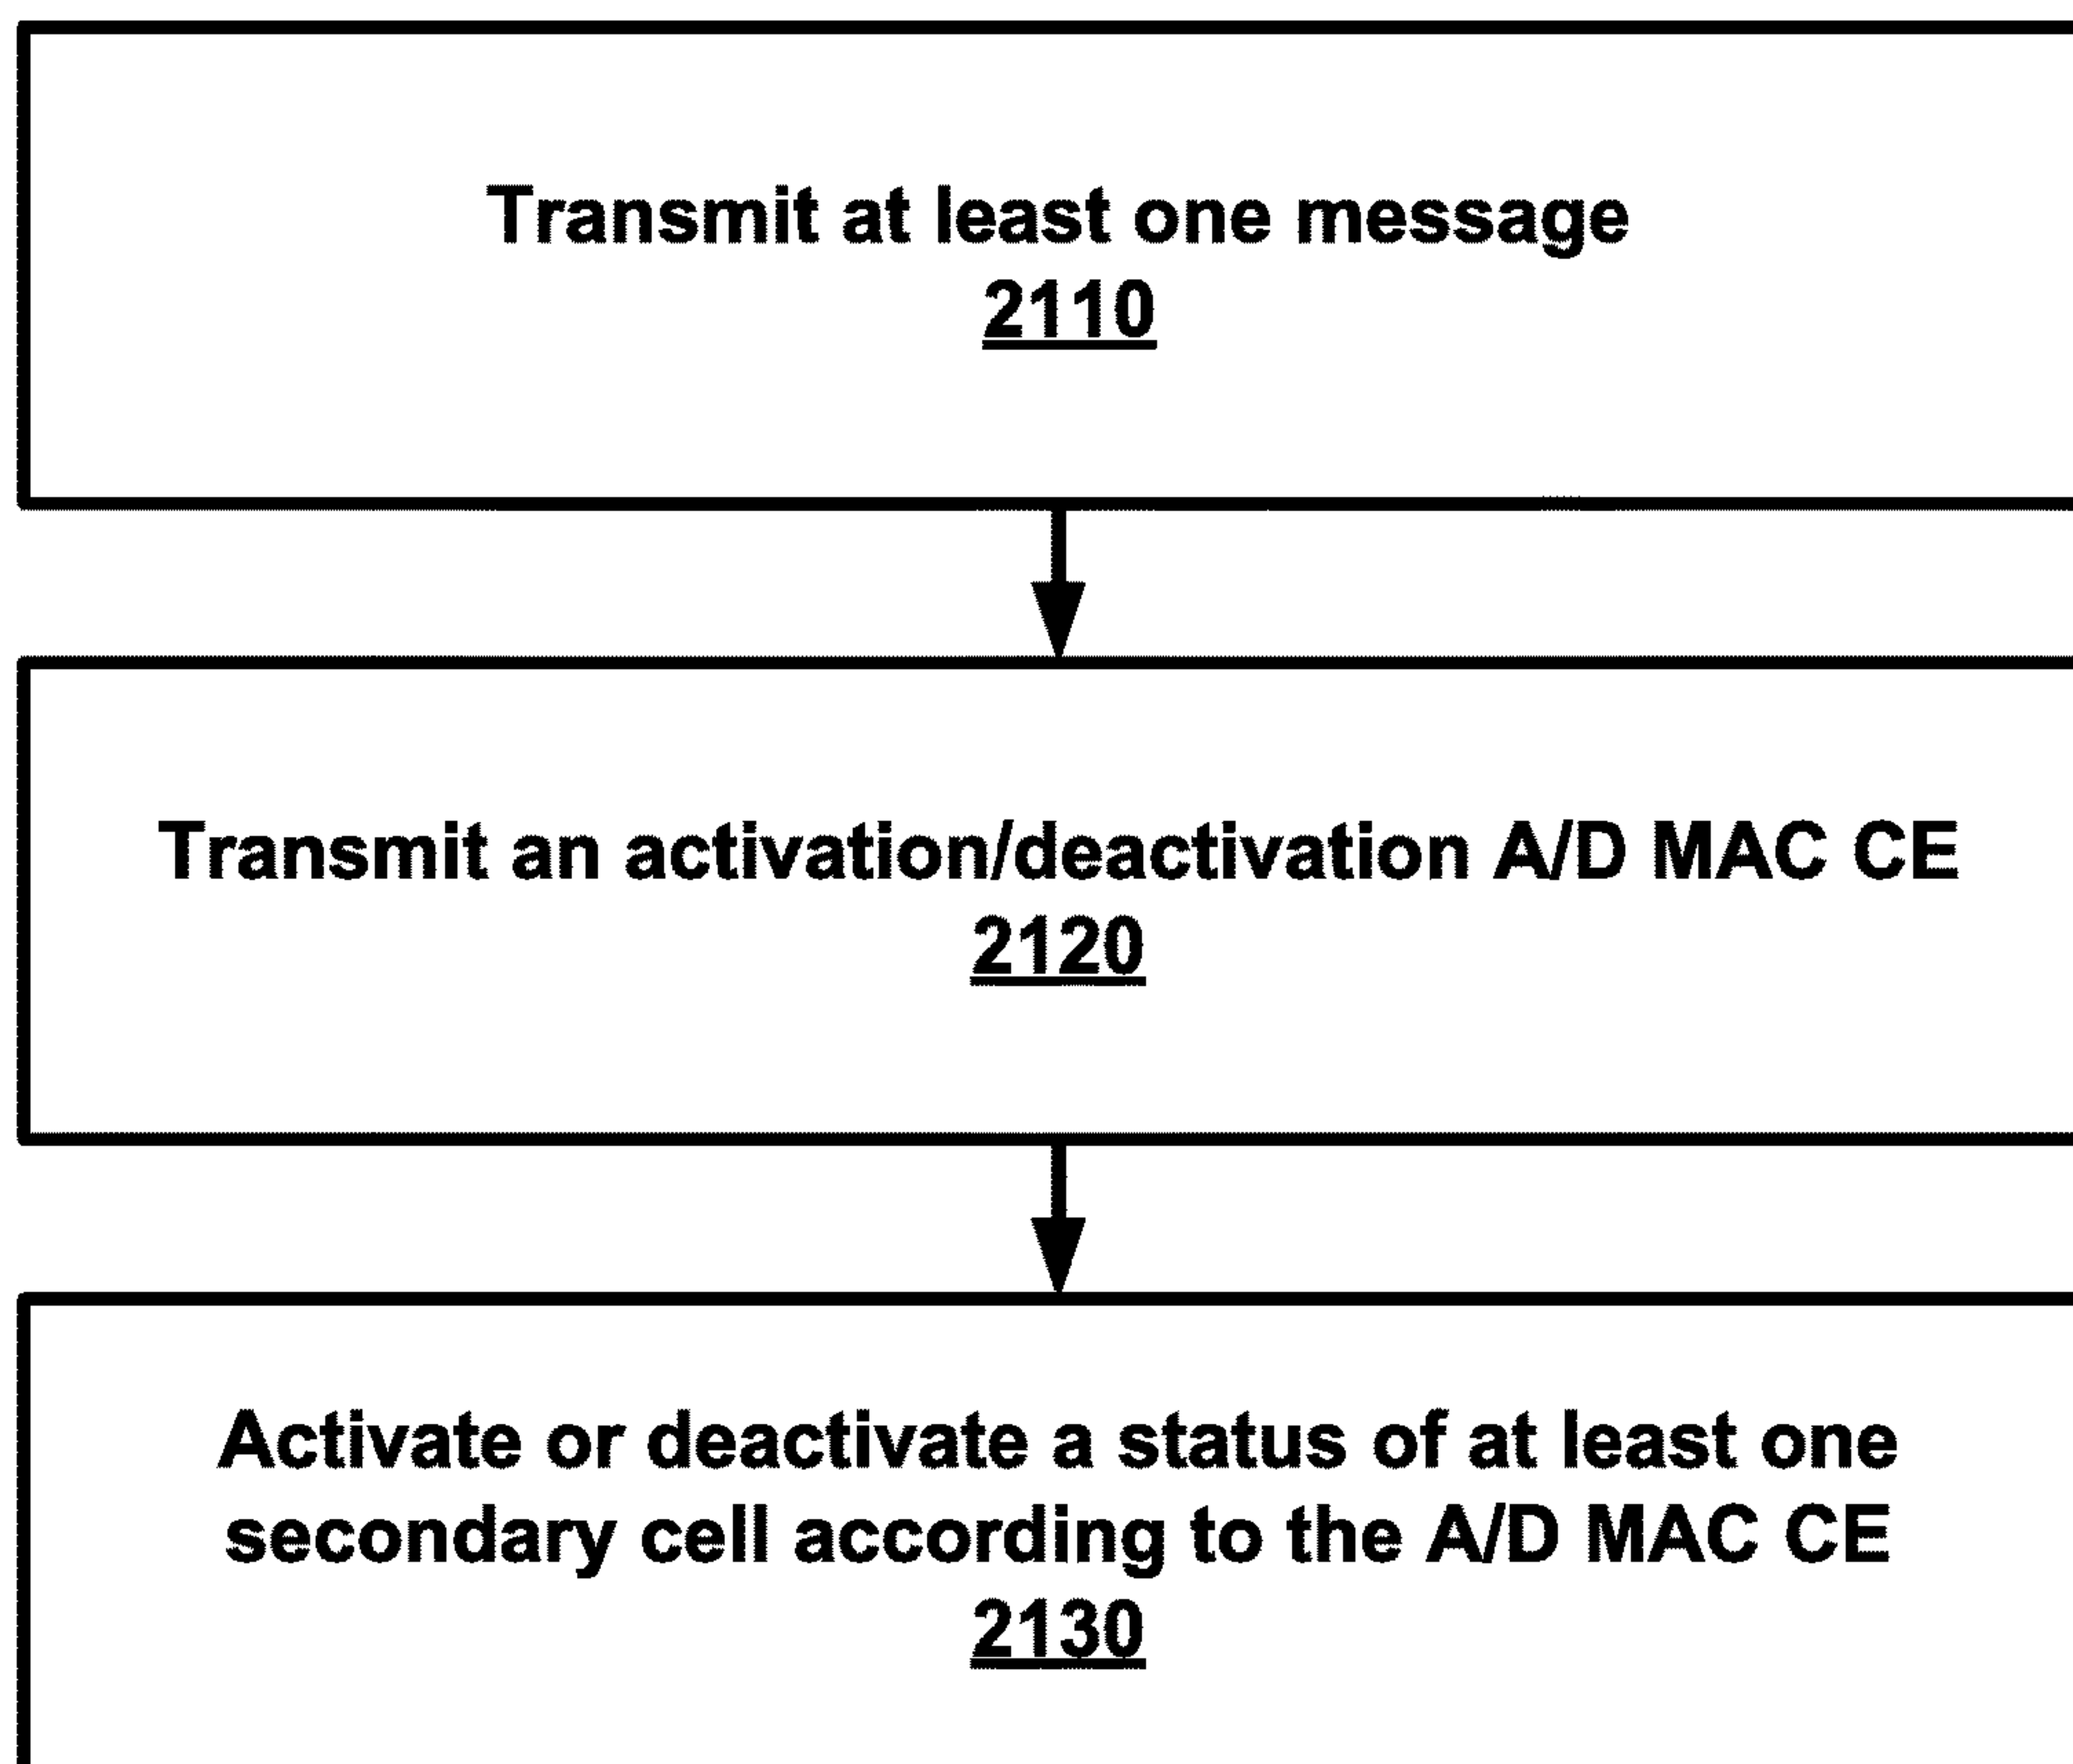 Transmit at least one message
2110
Transmit an activation/deactivation A/D MAC CE
2120
Activate or deactivate a status of at least one
secondary cell according to the A/D MAC CE
2130